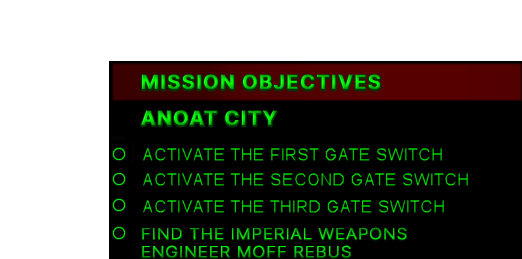 MISSION OBJECTIVES
ANOAT CITY
ACTIVATE THE FIRST GATE SWITCH
ACTIVATE THE SECOND GATE SWITCH
ACTIVATE THE THIRD GATE SWITCH
FIND THE IMPERIAL WEAPONS
ENGINEER MOFF REBUS